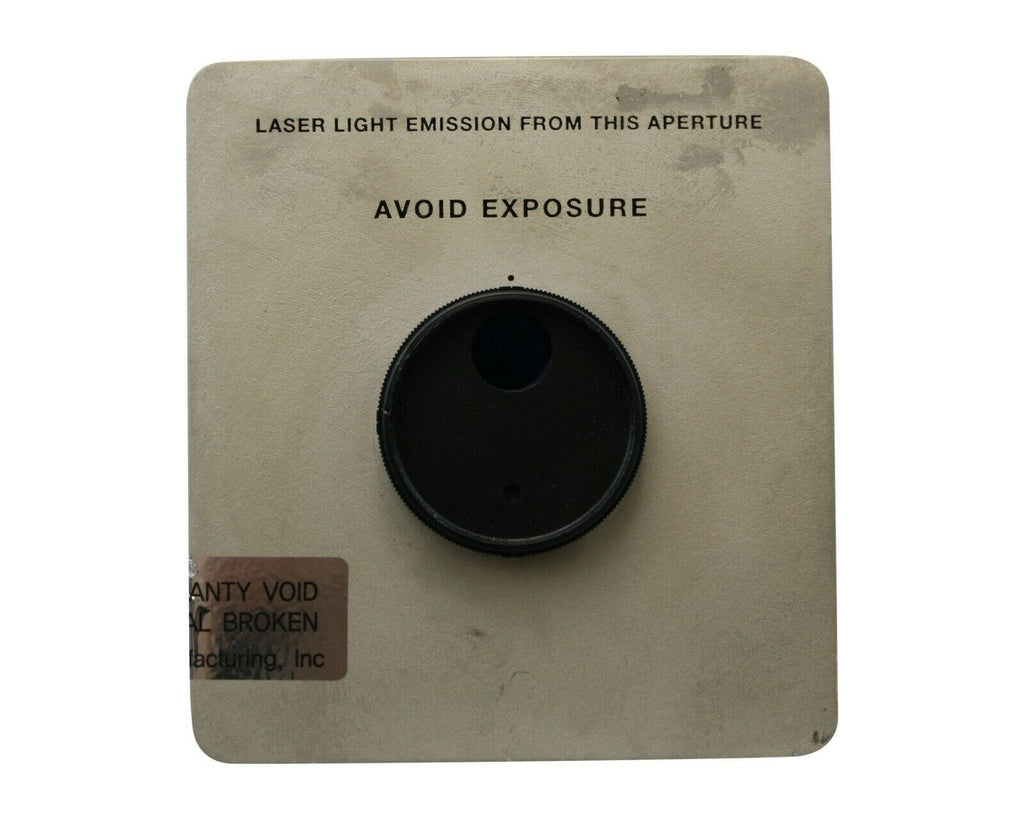 LASER LIGHT EMISSION FROM THIS APERTURE
AVOID EXPOSURE
ANTY VOID
AL BROKEN
facturing, Inc